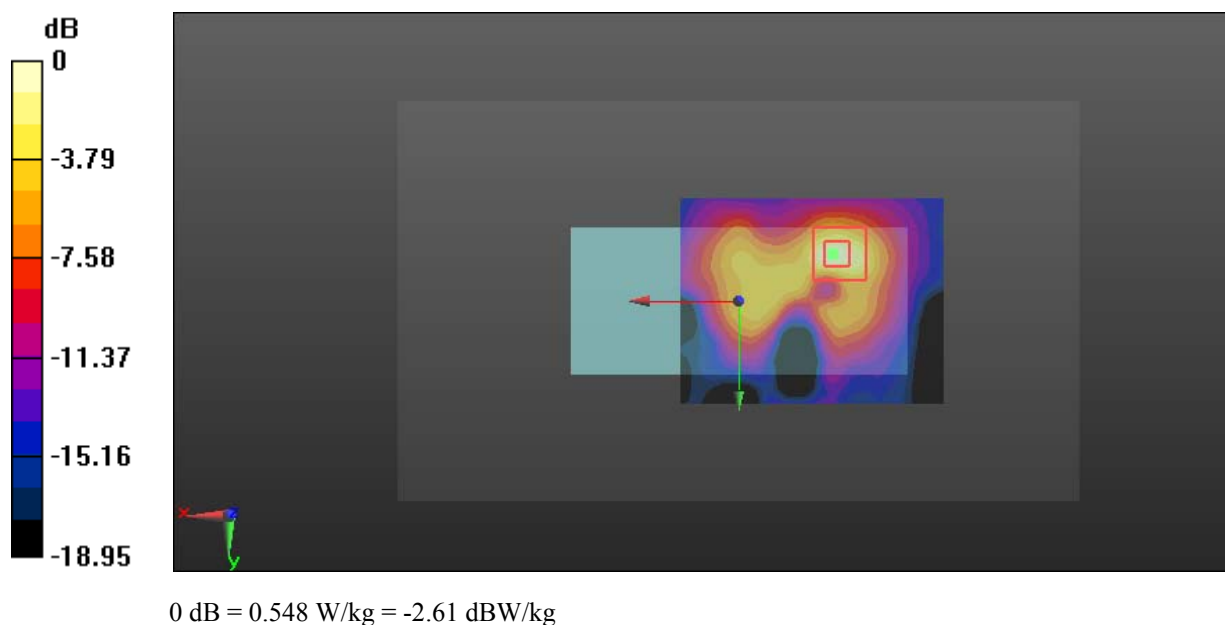 dB
0
-3.79
-7.58
-11.37
-15.16
-18.95
x
z
y
0 dB = 0.548 W/kg = -2.61 dBW/kg